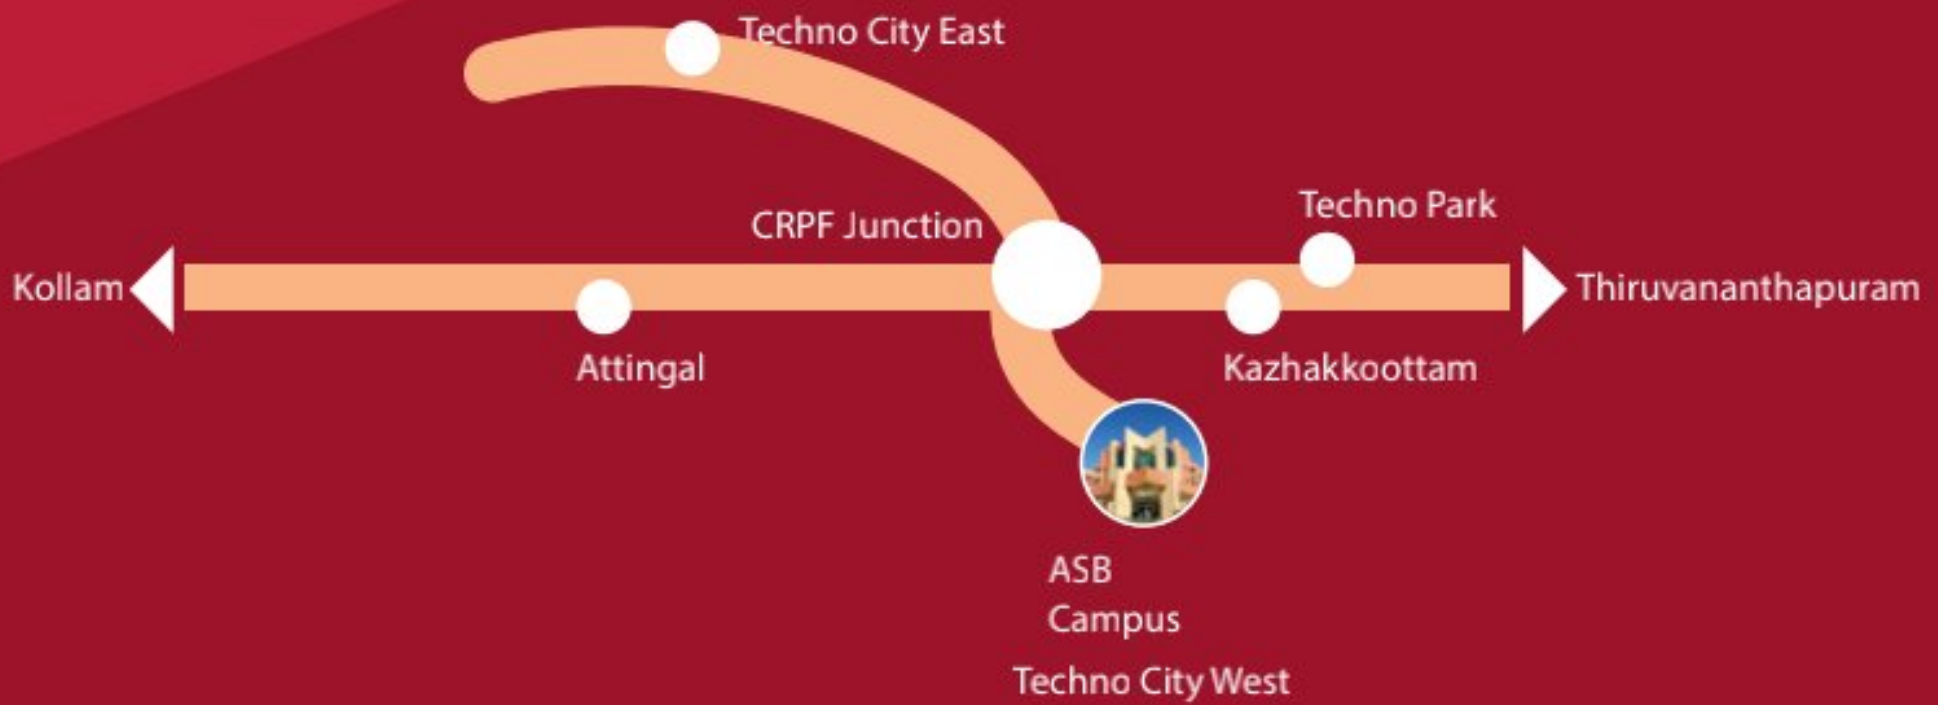 Techno City East
Techno Park
CRPF Junction
Kollam
Thiruvananthapuram
Attingal
Kazhakkoottam
ASB
Campus
Techno City West